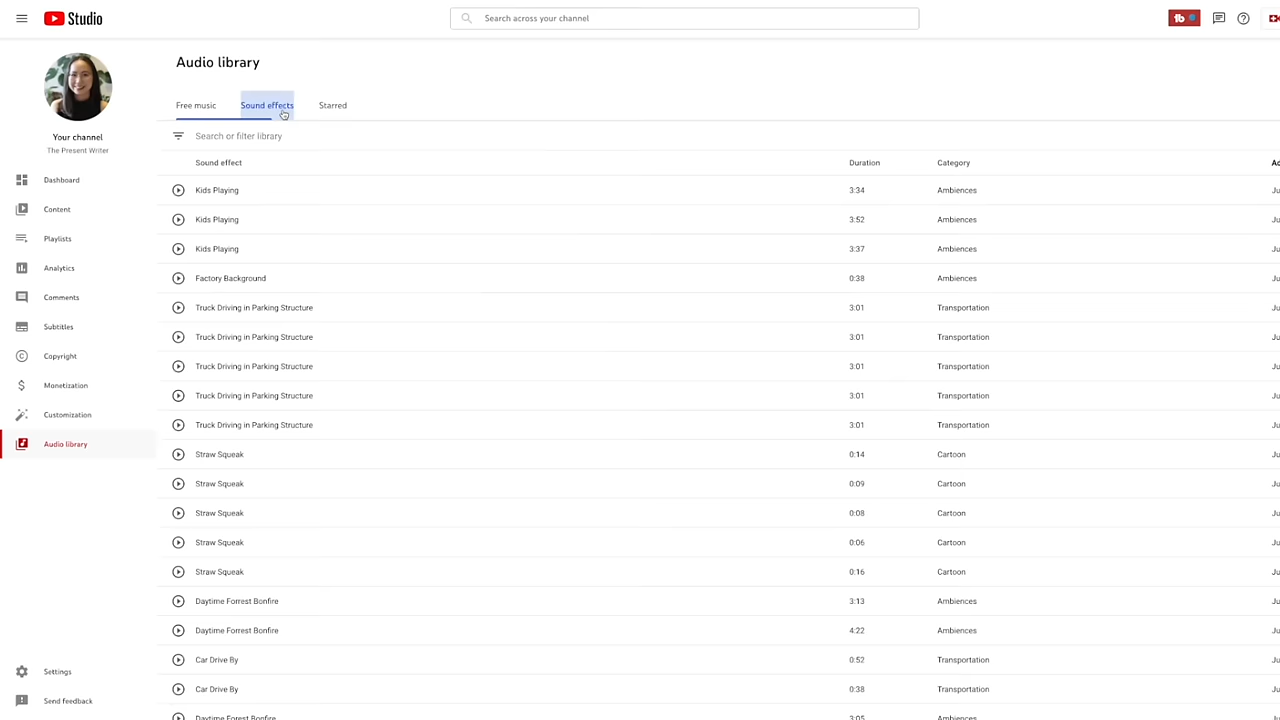 Studio
Search across your channel
Audio library
Free music
Sound effects
Starred
Your channel
The Present Writer
Search or filter library
Sound effect Duration Category
Kids Playing 3:34 Ambiences
Kids Playing 3:52 Ambiences
Kids Playing 3:37 Ambiences
Factory Background 0:38 Ambiences
Truck Driving in Parking Structure 3:01 Transportation
Truck Driving in Parking Structure 3:01 Transportation
Truck Driving in Parking Structure 3:01 Transportation
Truck Driving in Parking Structure 3:01 Transportation
Truck Driving in Parking Structure 3:01 Transportation
Straw Squeak 0:14 Cartoon
Straw Squeak 0:09 Cartoon
Straw Squeak 0:08 Cartoon
Straw Squeak 0:06 Cartoon
Straw Squeak 0:16 Cartoon
Daytime Forrest Bonfire 3:13 Ambiences
Daytime Forrest Bonfire 4:22 Ambiences
Car Drive By 0:52 Transportation
Car Drive By 0:38 Transportation
Daytime Forest Bonfire 3:05 Ambiences
Dashboard
Content
Playlists
Analytics
Comments
Subtitles
Copyright
Monetization
Customization
Audio library
Settings
Send feedback